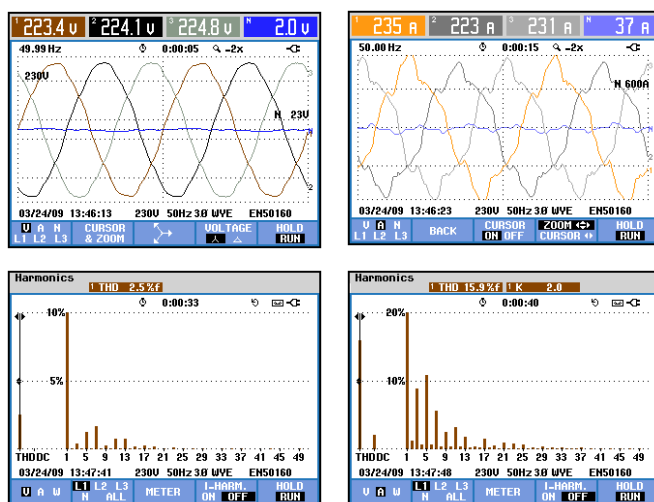 1 223.4 V 2 224.1 V 3 224.8 V N 2.0 V
49.99 Hz 0:00:05 -2x
230V
N 23V
3
N
2
03/24/09 13:46:13 230V 50Hz 3Ø WYE EN50160
V A N CURSOR VOLTAGE HOLD
L1 L2 L3 & ZOOM RUN
1 235 A 2 223 A 3 231 A N 37 A
50.00 Hz 0:00:15 -2x
N 600A
3
N
2
03/24/09 13:46:23 230V 50Hz 3Ø WYE EN50160
V A N BACK CURSOR ZOOM HOLD
L1 L2 L3 ON OFF CURSOR RUN
Harmonics
1 THD 2.5%f
0:00:33
10%
5%
THDDC 1 5 9 13 17 21 25 29 33 37 41 45 49
03/24/09 13:47:41 230V 50Hz 3Ø WYE EN50160
V A W L1 L2 L3 METER I-HARM. HOLD
N ALL ON OFF RUN
Harmonics
1 THD 15.9%f 1 K 2.0
0:00:40
20%
10%
THDDC 1 5 9 13 17 21 25 29 33 37 41 45 49
03/24/09 13:47:48 230V 50Hz 3Ø WYE EN50160
V A W L1 L2 L3 METER I-HARM. HOLD
N ALL ON OFF RUN